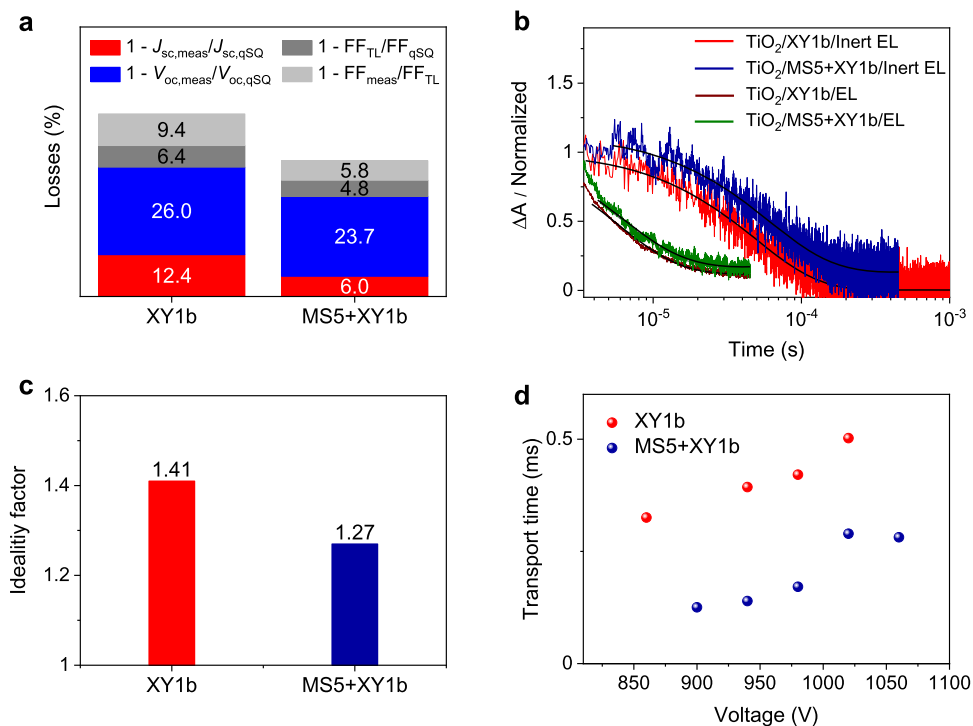 a
1 - Jsc,meas/Jsc,qSQ
1 - FFTL/FFqSQ
1 - Voc,meas/Voc,qSQ
1 - FFmeas/FFTL
Losses (%)
9.4
6.4
26.0
12.4
5.8
4.8
23.7
6.0
XY1b
MS5+XY1b
b
TiO2/XY1b/Inert EL
TiO2/MS5+XY1b/Inert EL
TiO2/XY1b/EL
TiO2/MS5+XY1b/EL
ΔA / Normalized
1.5
1
0.5
0
10-5
10-4
10-3
Time (s)
c
Idealitiy factor
1.6
1.4
1.2
1
1.41
1.27
XY1b
MS5+XY1b
d
XY1b
MS5+XY1b
Transport time (ms)
0.5
0
850
900
950
1000
1050
1100
Voltage (V)